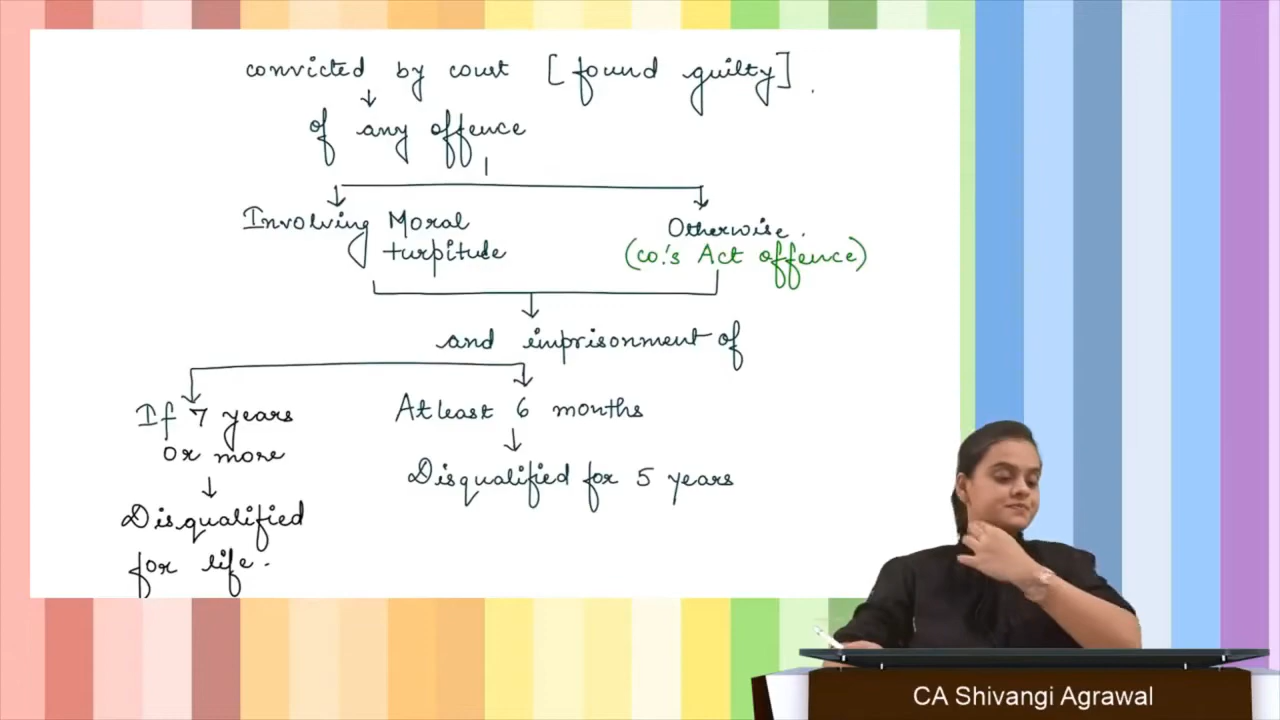 convicted by court [found guilty].
of any offence
Involving Moral turpitude
Otherwise.
(co.'s Act offence)
and imprisonment of
If 7 years
or more
Atleast 6 months
Disqualified for 5 years
Disqualified
for life.
CA Shivangi Agrawal